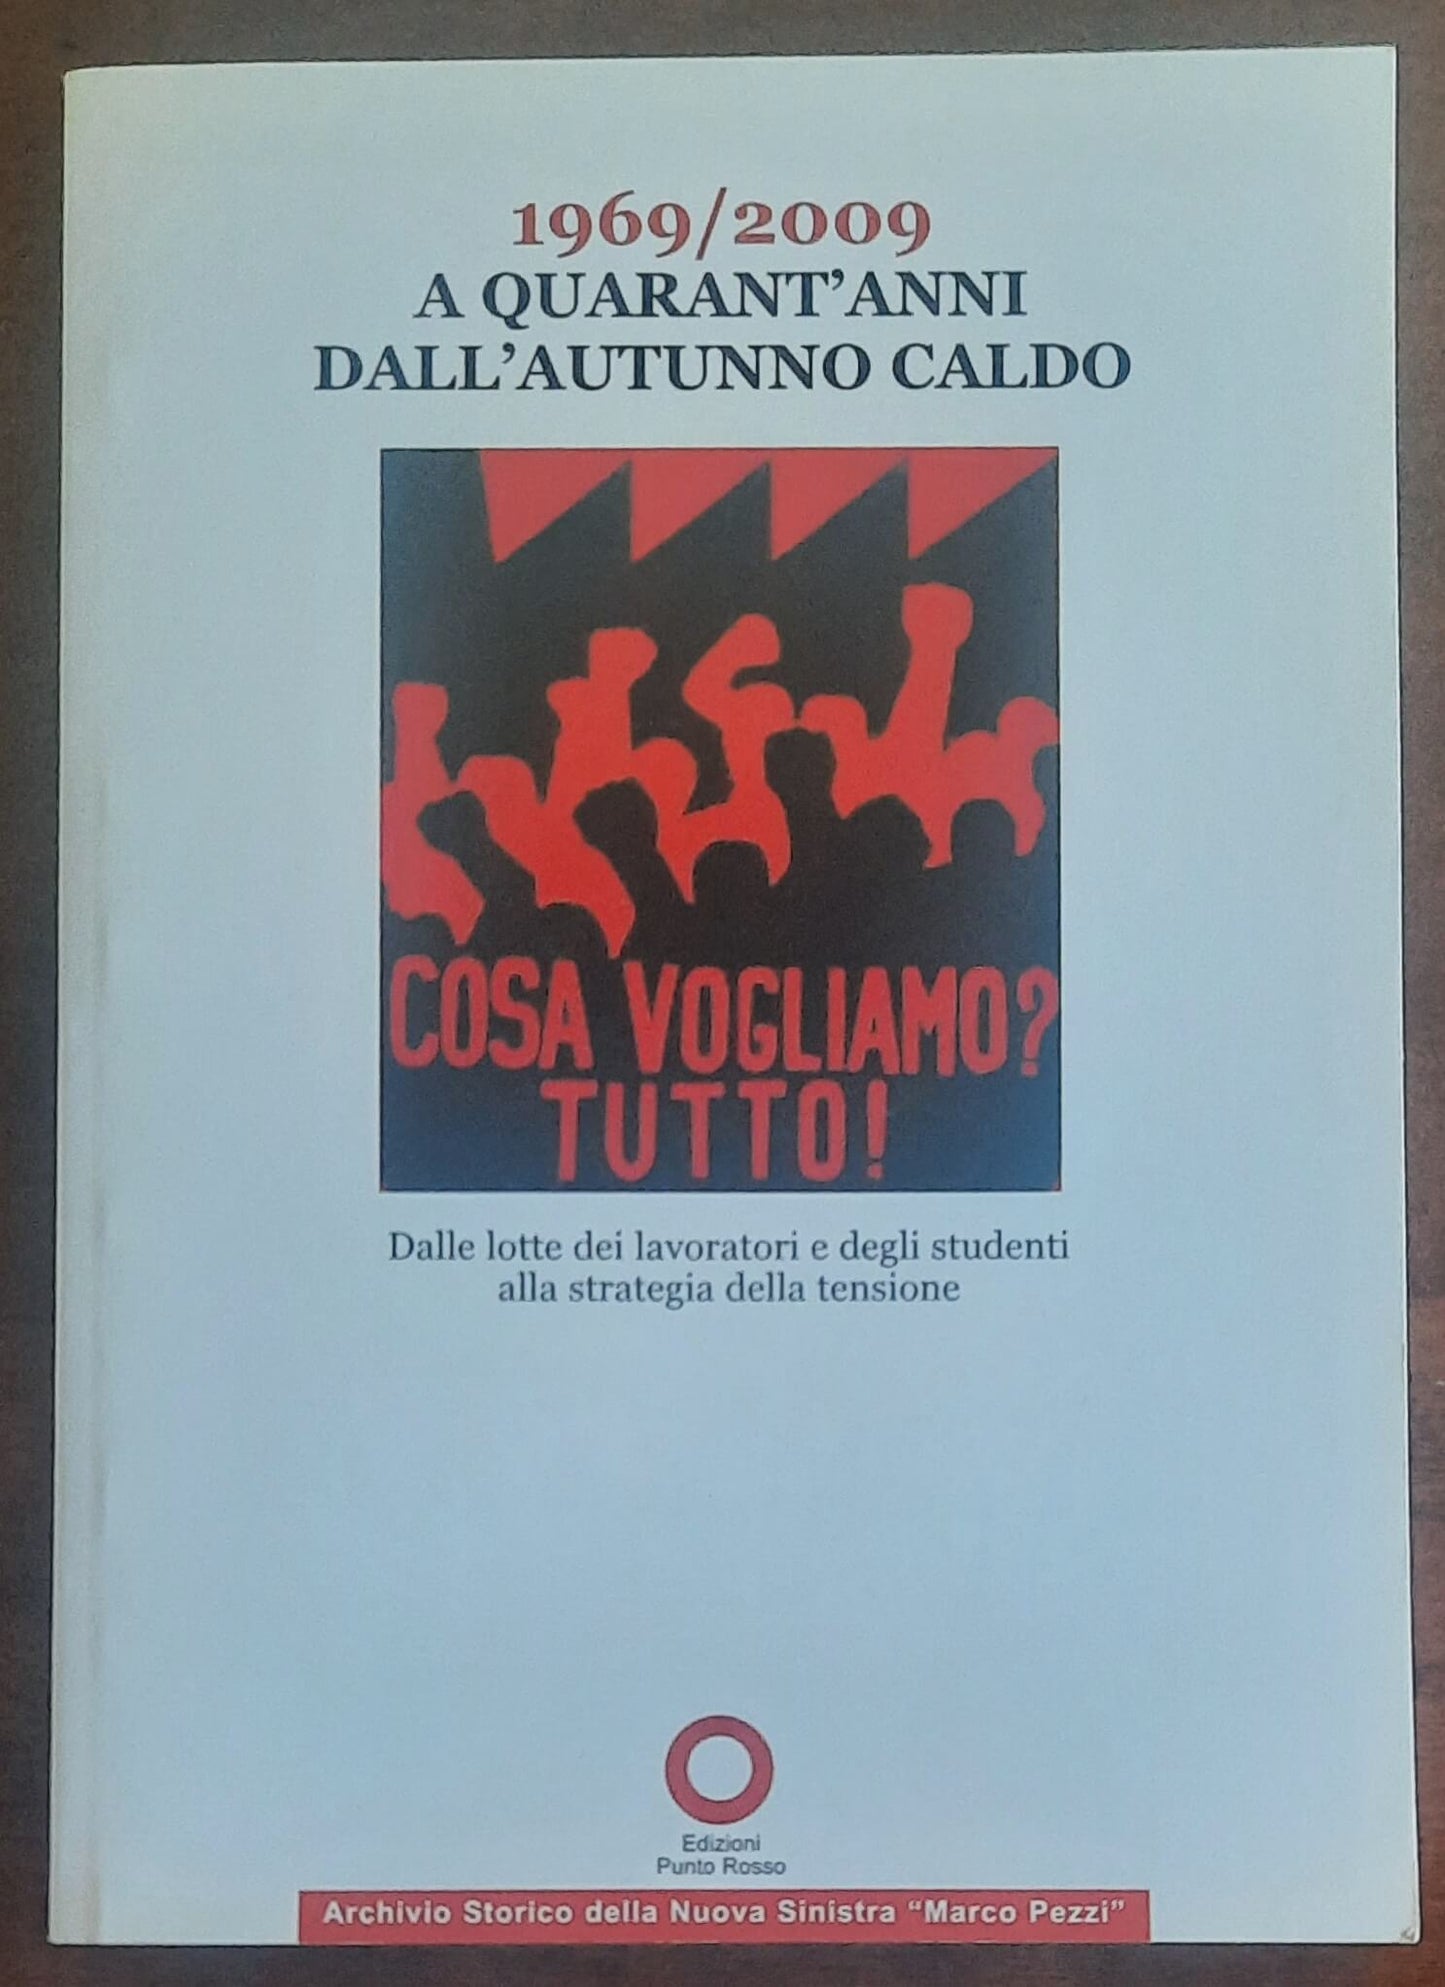 1969/2009
A QUARANT’ANNI
DALL’AUTUNNO CALDO
COSA VOGLIAMO?
TUTTO!
Dalle lotte dei lavoratori e degli studenti
alla strategia della tensione
Edizioni
Punto Rosso
Archivio Storico della Nuova Sinistra “Marco Pezzi”